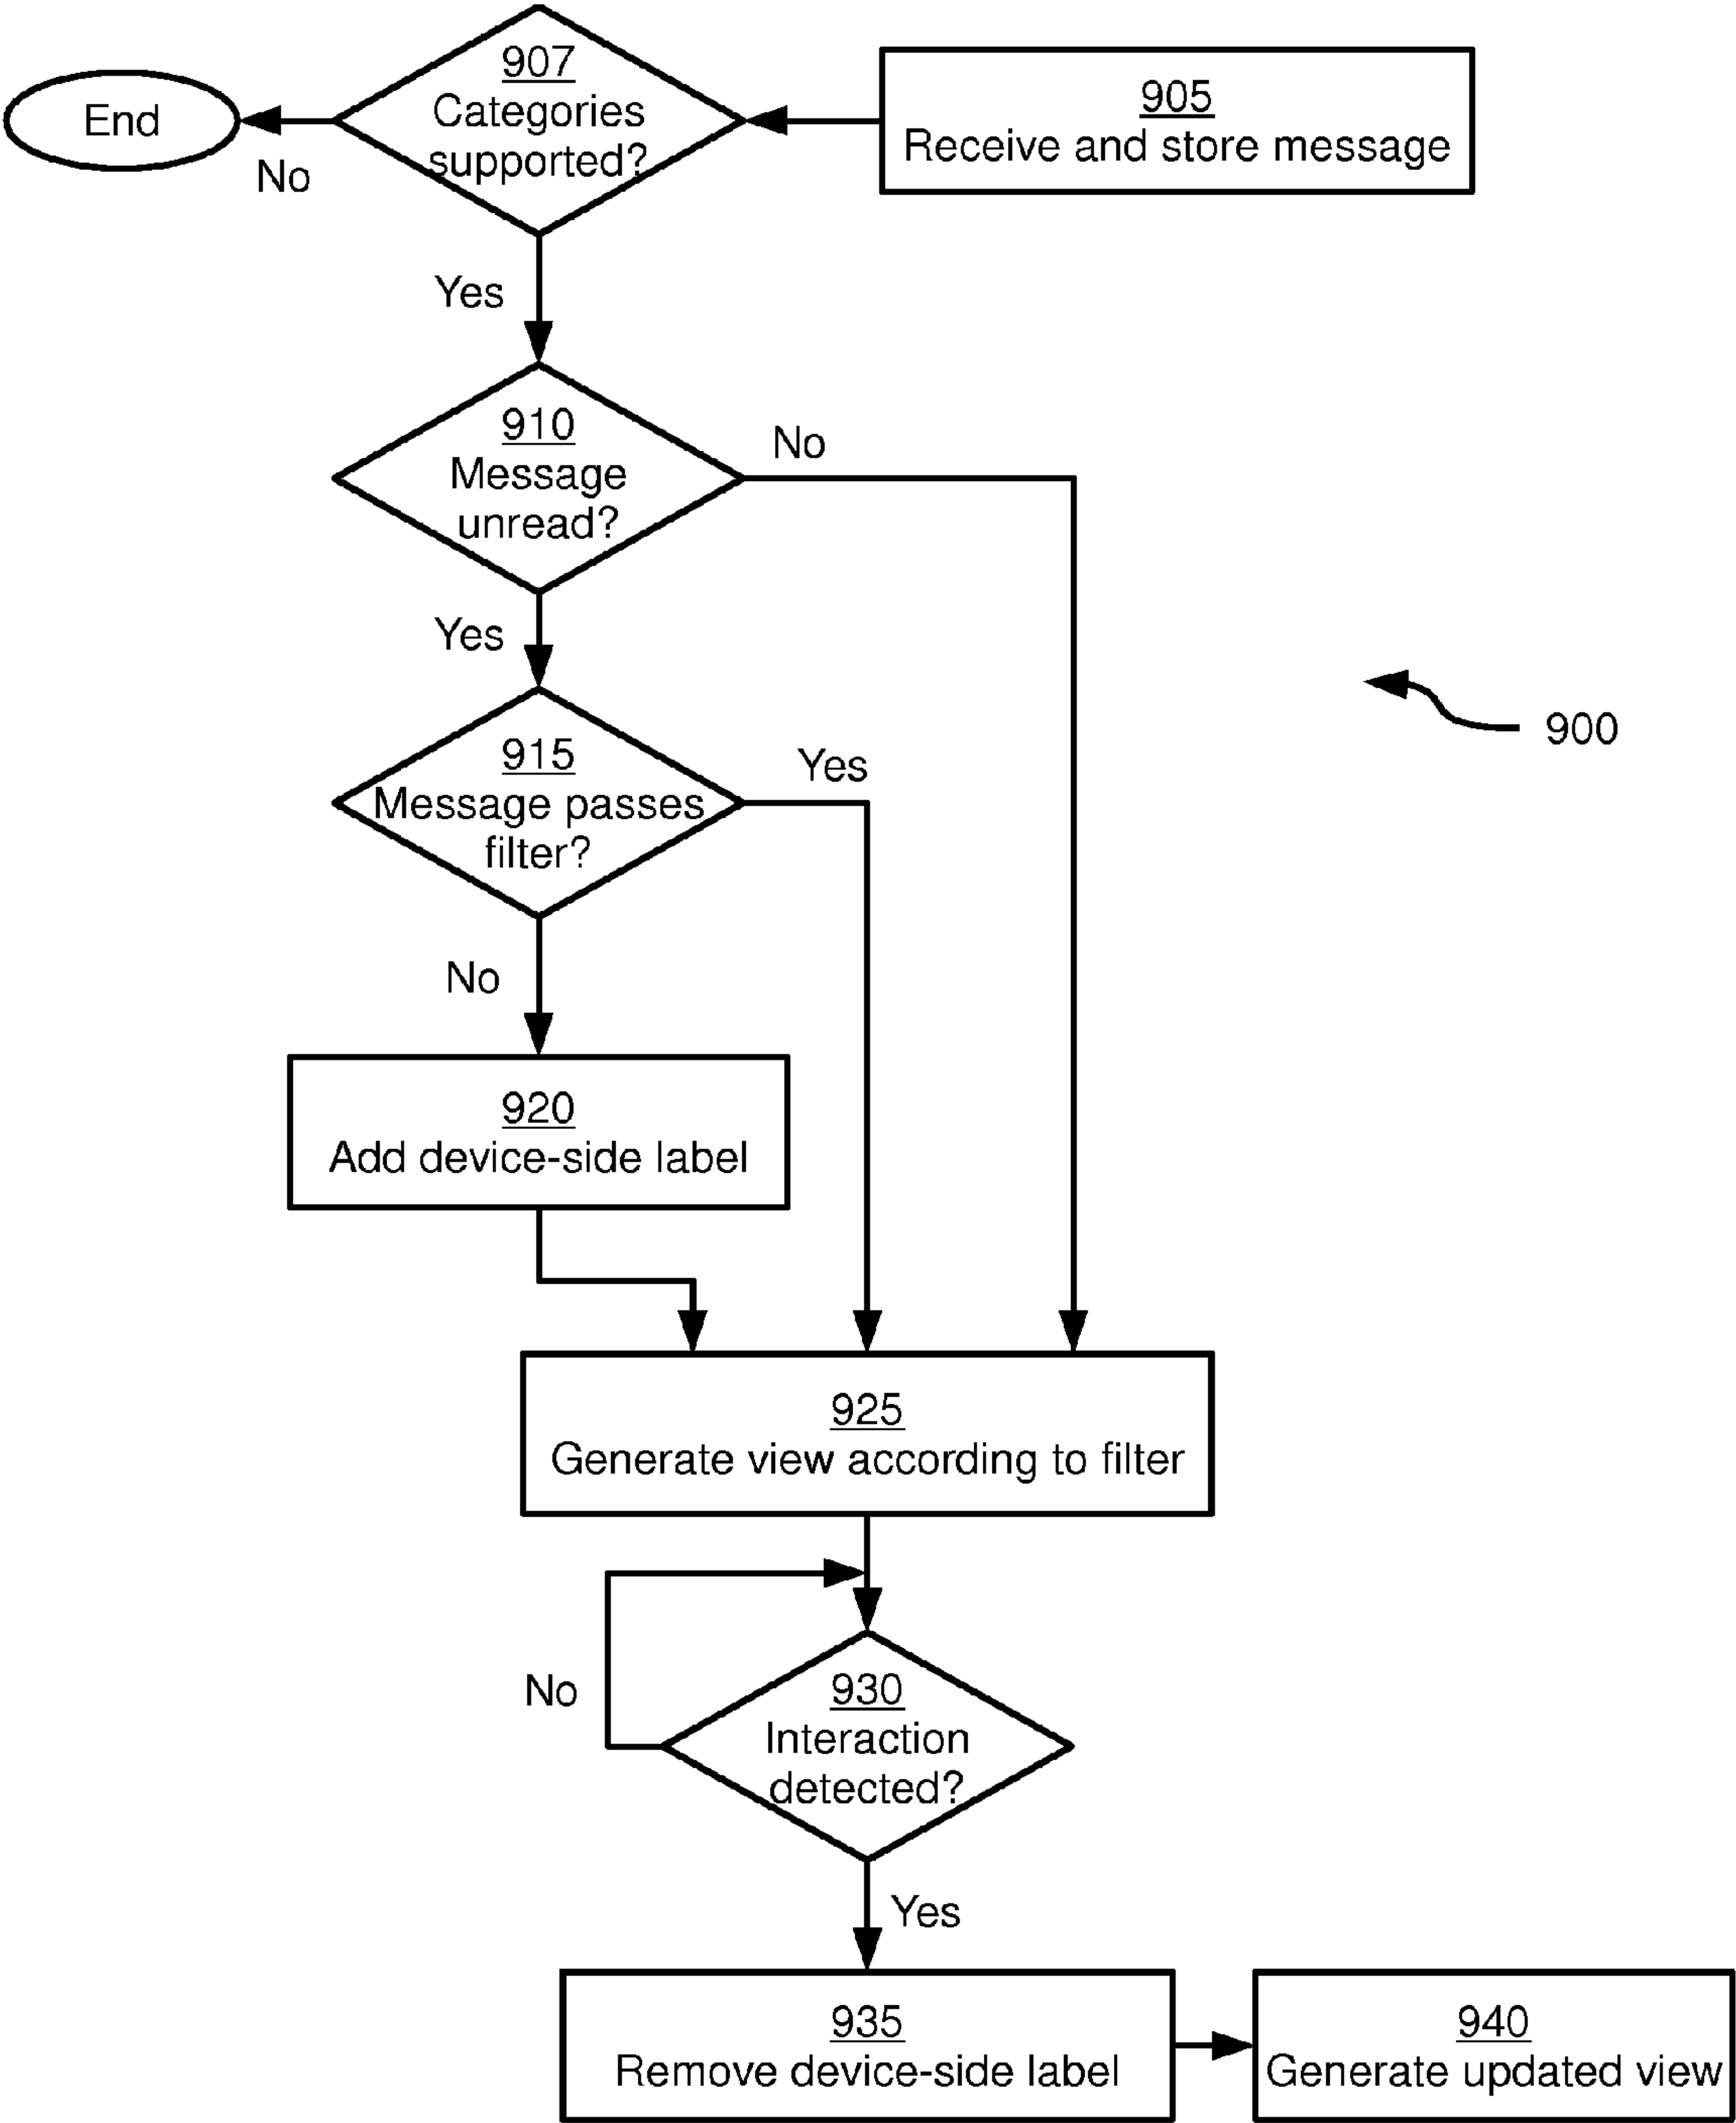 905
Receive and store message
907
Categories
supported?
End
No
Yes
910
Message
unread?
No
Yes
915
Message passes
filter?
Yes
No
900
920
Add device-side label
925
Generate view according to filter
930
Interaction
detected?
No
Yes
935
Remove device-side label
940
Generate updated view